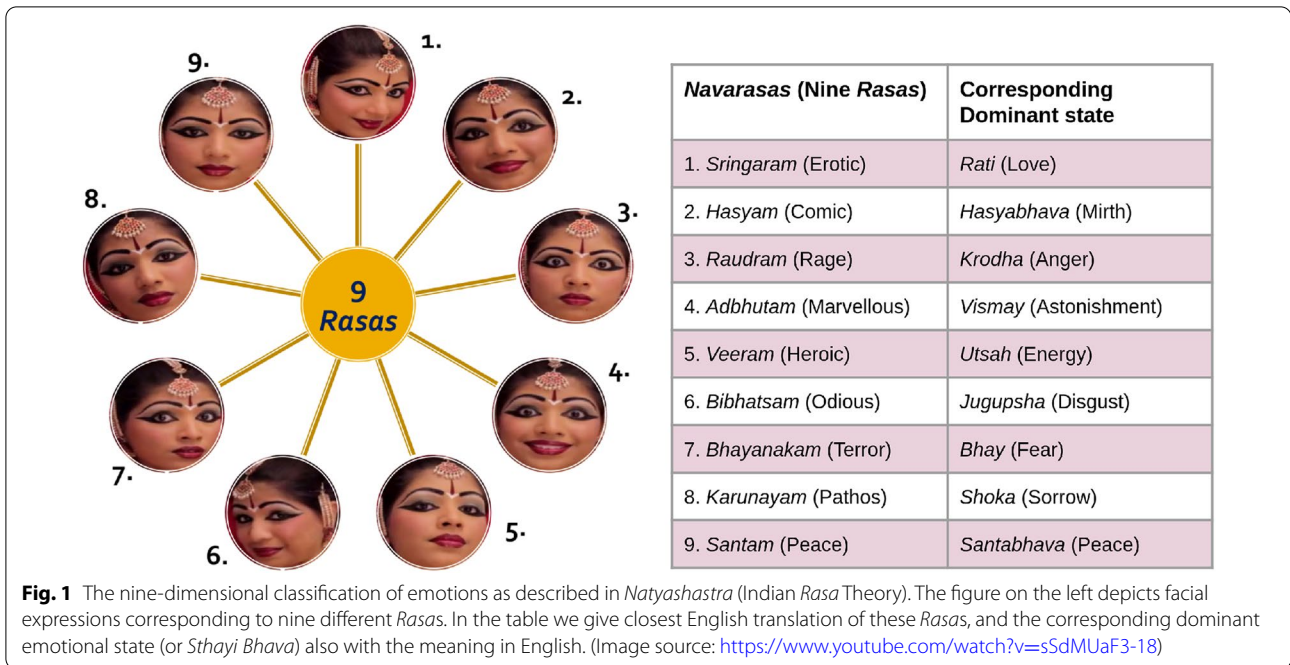 1.
2.
3.
4.
5.
6.
7.
8.
9.
9
Rasas
Navarasas (Nine Rasas) Corresponding
Dominant state
1. Sringaram (Erotic) Rati (Love)
2. Hasyam (Comic) Hasyabhava (Mirth)
3. Raudram (Rage) Krodha (Anger)
4. Adbhutam (Marvellous) Vismay (Astonishment)
5. Veeram (Heroic) Utsah (Energy)
6. Bibhatsam (Odious) Jugupsha (Disgust)
7. Bhayanakam (Terror) Bhay (Fear)
8. Karunayam (Pathos) Shoka (Sorrow)
9. Santam (Peace) Santabhava (Peace)
Fig. 1 The nine-dimensional classification of emotions as described in Natyashastra (Indian Rasa Theory). The figure on the left depicts facial
expressions corresponding to nine different Rasas. In the table we give closest English translation of these Rasas, and the corresponding dominant
emotional state (or Sthayi Bhava) also with the meaning in English. (Image source: https://www.youtube.com/watch?v=sSdMUaF3-18)